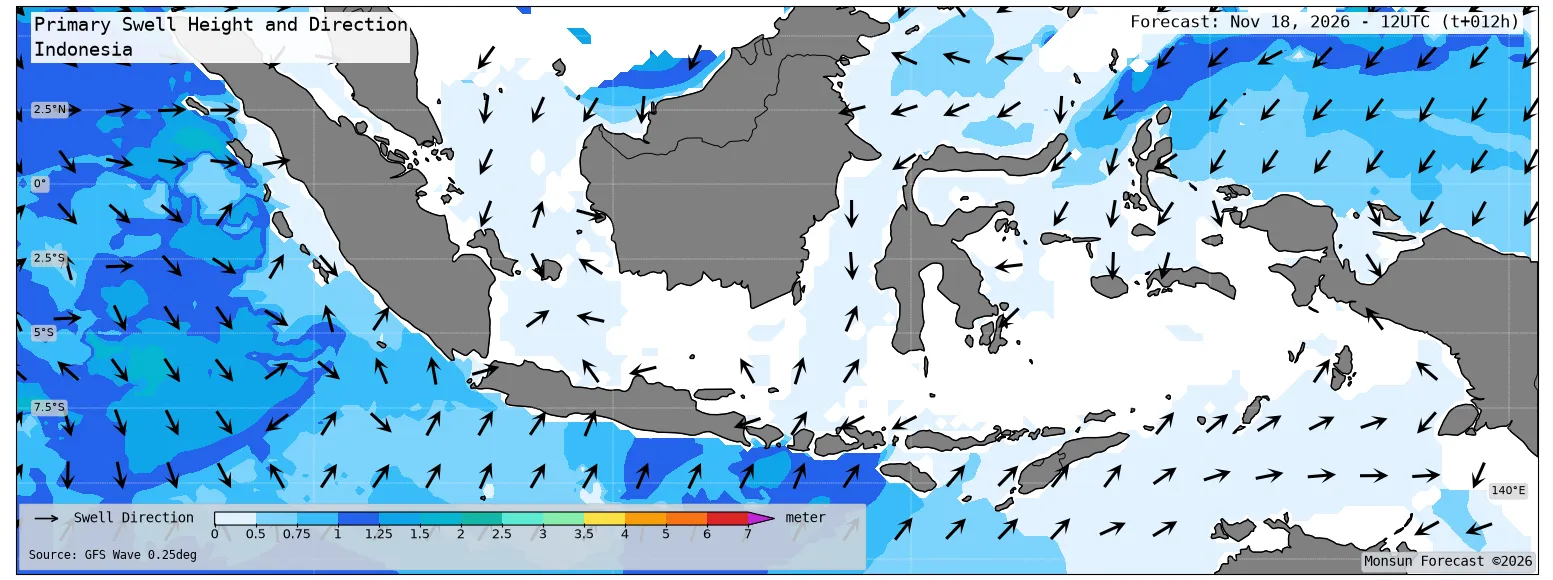 Primary Swell Height and Direction
Indonesia
Forecast: Nov 18, 2026 - 12UTC (t+012h)
2.5°N
0°
2.5°S
5°S
7.5°S
140°E
Swell Direction
0 0.5 0.75 1 1.25 1.5 2 2.5 3 3.5 4 5 6 7
meter
Source: GFS Wave 0.25deg
Monsun Forecast ©2026